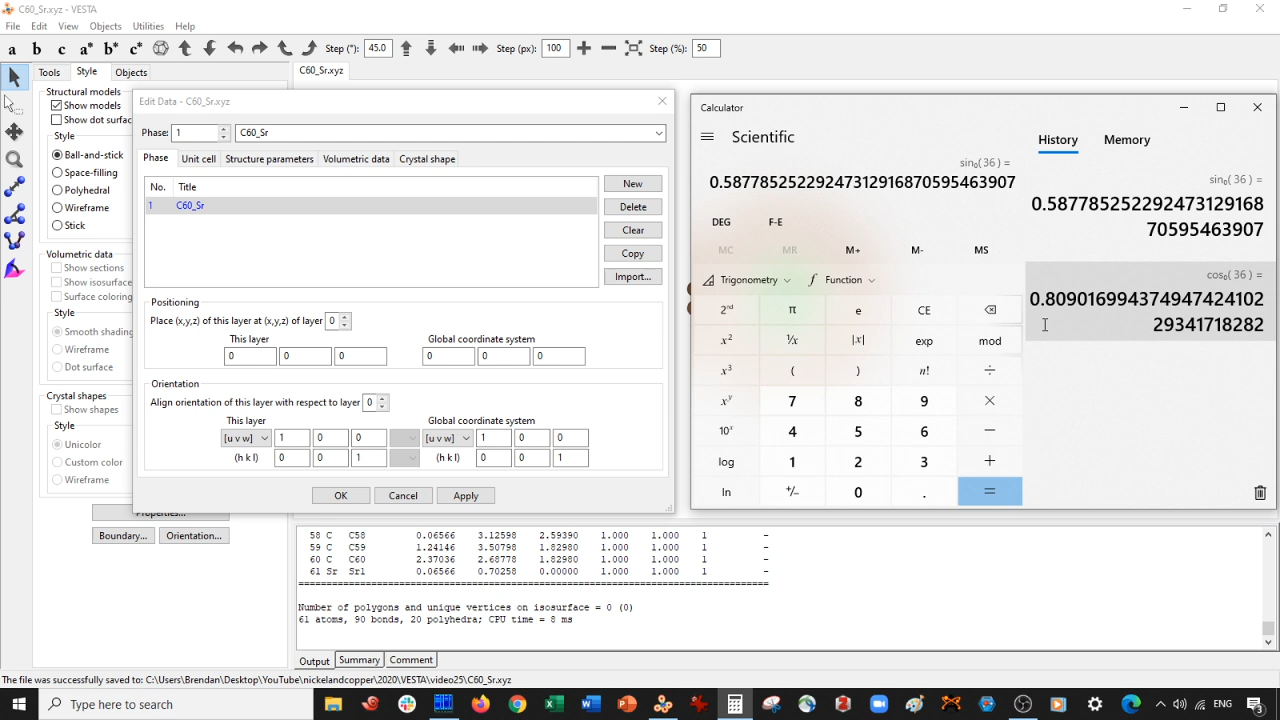 C60_Sr.xyz - VESTA
File Edit View Objects Utilities Help
a b c a* b* c* Step (°): 45.0 Step (px): 100 Step (%): 50
Tools Style Objects
C60_Sr.xyz
Structural models
Show models
Show dot surfac
Style
Ball-and-stick
Space-filling
Polyhedral
Wireframe
Stick
Volumetric data
Show sections
Show isosurface
Surface coloring
Style
Smooth shading
Wireframe
Dot surface
Crystal shapes
Show shapes
Style
Unicolor
Custom color
Wireframe
Properties...
Boundary... Orientation...
Edit Data - C60_Sr.xyz
Phase: 1 C60_Sr
Phase Unit cell Structure parameters Volumetric data Crystal shape
No. Title
1 C60_Sr
New
Delete
Clear
Copy
Import...
Positioning
Place (x,y,z) of this layer at (x,y,z) of layer 0
This layer Global coordinate system
0 0 0 0 0 0
Orientation
Align orientation of this layer with respect to layer 0
This layer Global coordinate system
[u v w] 1 0 0 [u v w] 1 0 0
(h k l) 0 0 1 (h k l) 0 0 1
OK Cancel Apply
Calculator
Scientific
sin₀( 36 ) =
0.58778525229247312916870595463907
DEG F-E
MC MR M+ M- MS
Trigonometry f Function
2ⁿᵈ π e CE
x² ¹/x |x| exp mod
x³ ( ) n! ÷
xʸ 7 8 9 ×
10ˣ 4 5 6 −
log 1 2 3 +
ln +/− 0 . =
History Memory
sin₀( 36 ) =
0.587785252292473129168
70595463907
cos₀( 36 ) =
0.809016994374947424102
29341718282
58 C C58 0.06566 3.12598 2.59390 1.000 1.000 1 -
59 C C59 1.24146 3.50798 1.82980 1.000 1.000 1 -
60 C C60 2.37036 2.68778 1.82980 1.000 1.000 1 -
61 Sr Sr1 0.06566 0.70258 0.00000 1.000 1.000 1 -
Number of polygons and unique vertices on isosurface = 0 (0)
61 atoms, 90 bonds, 20 polyhedra; CPU time = 8 ms
Output Summary Comment
The file was successfully saved to: C:\Users\Brendan\Desktop\YouTube\nickelandcopper\2020\VESTA\video25\C60_Sr.xyz
Type here to search
ENG
3